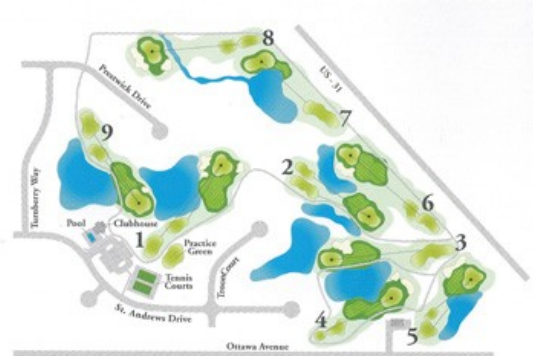 8
US - 31
Prestwick Drive
7
9
2
Turnberry Way
6
Pool
Clubhouse
1
Practice
Green
3
Tennis
Courts
Troon Court
St. Andrews Drive
4
5
Ottawa Avenue